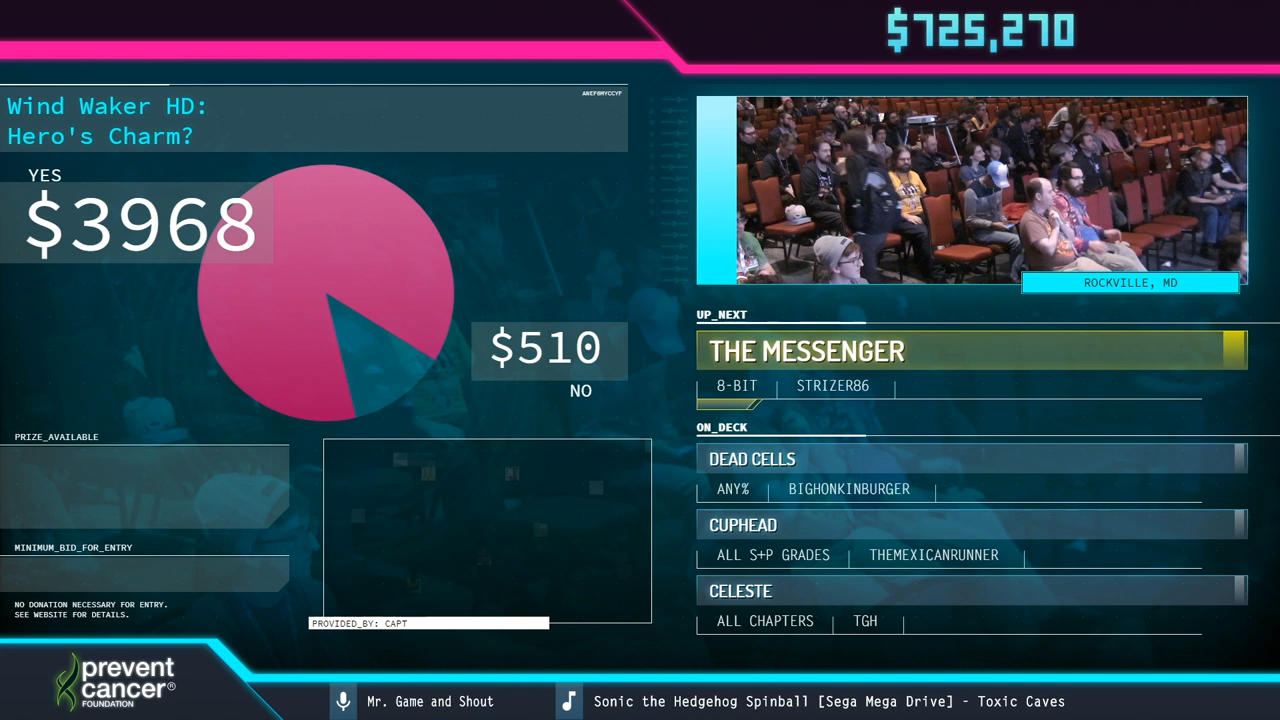 $725,270
Wind Waker HD:
Hero's Charm?
YES
$3968
$510
NO
PRIZE_AVAILABLE
MINIMUM_BID_FOR_ENTRY
NO DONATION NECESSARY FOR ENTRY.
SEE WEBSITE FOR DETAILS.
PROVIDED_BY: CAPT
ROCKVILLE, MD
UP_NEXT
THE MESSENGER
8-BIT STRIZER86
ON_DECK
DEAD CELLS
ANY% BIGHONKINBURGER
CUPHEAD
ALL S+P GRADES THEMEXICANRUNNER
CELESTE
ALL CHAPTERS TGH
prevent
cancer®
FOUNDATION
Mr. Game and Shout
Sonic the Hedgehog Spinball [Sega Mega Drive] - Toxic Caves